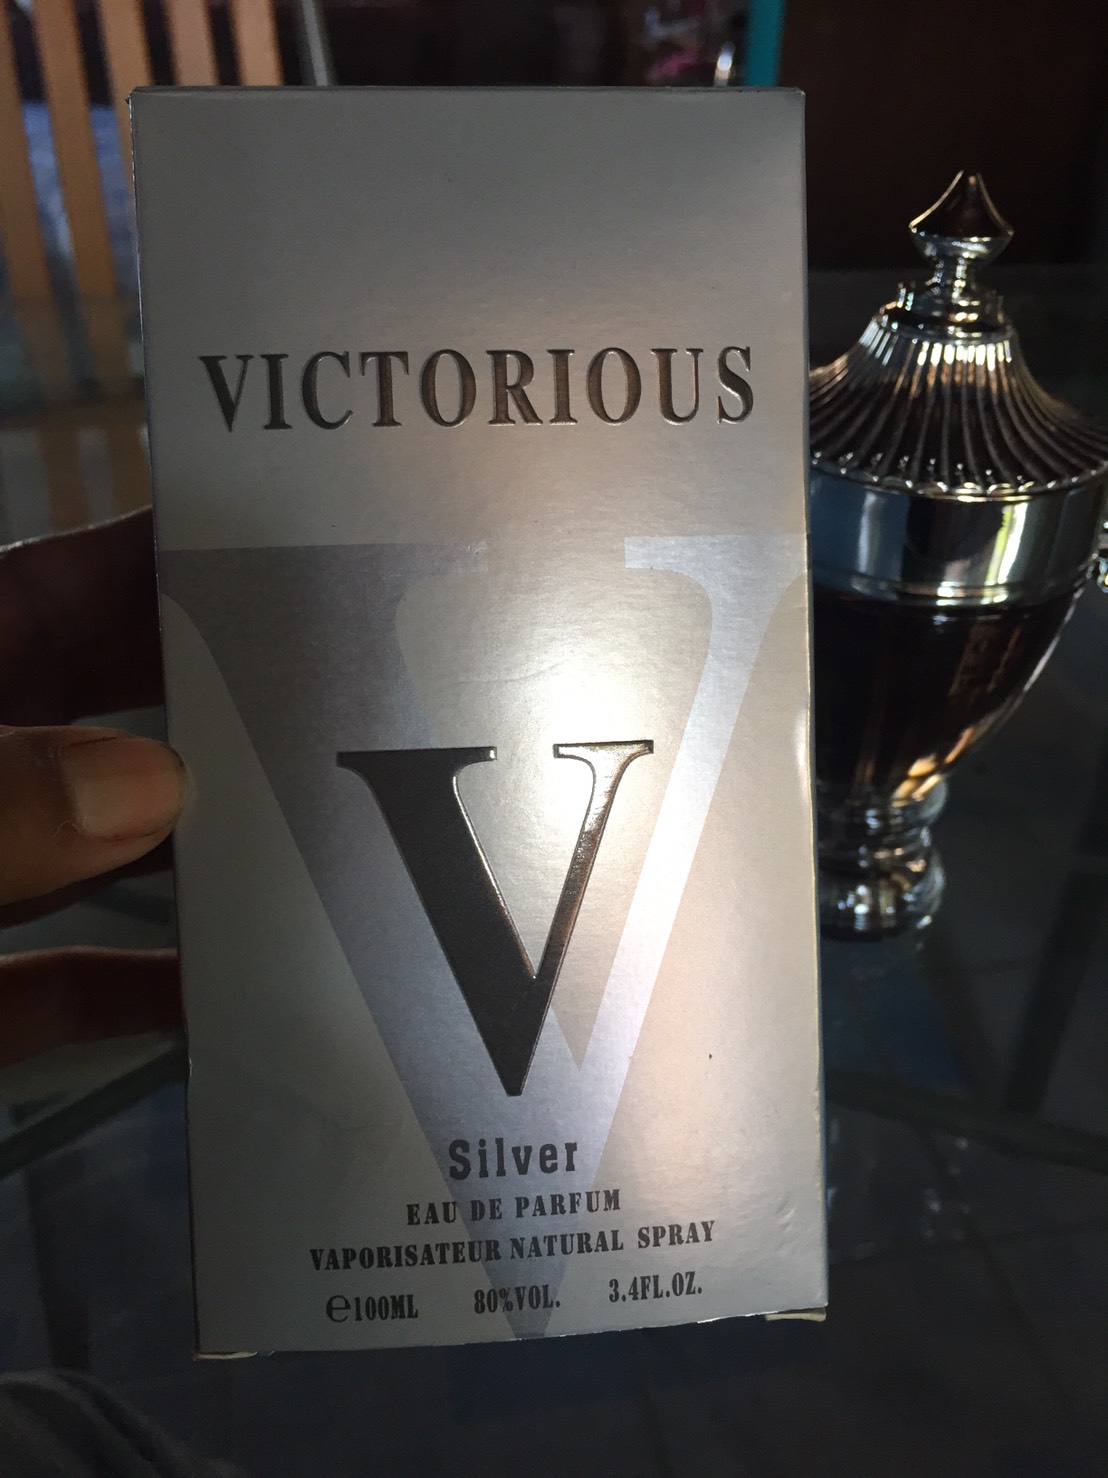 VICTORIOUS
V
Silver
EAU DE PARFUM
VAPORISATEUR NATURAL SPRAY
℮100ML 80%VOL. 3.4FL.OZ.